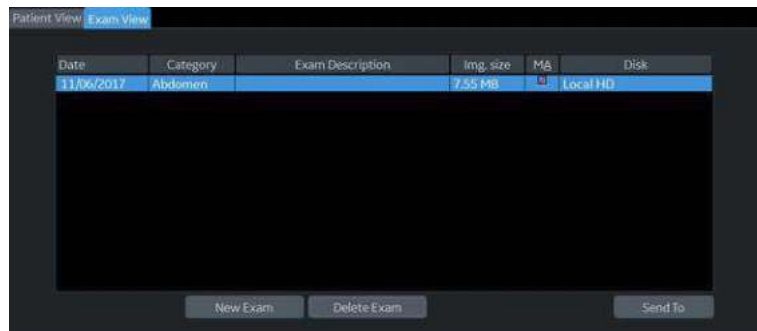 Patient View Exam View
Date Category Exam Description Img. size MA Disk
11/06/2017 Abdomen 7.55 MB Local HD
New Exam Delete Exam Send To